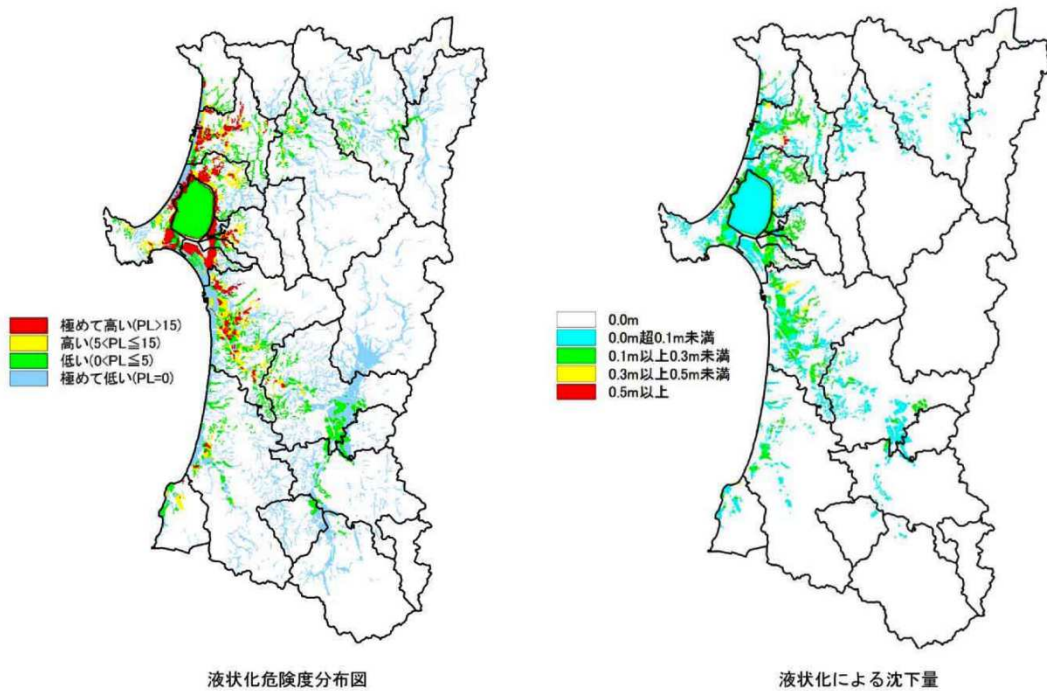 極めて高い(PL>15)
高い(5<PL≦15)
低い(0<PL≦5)
極めて低い(PL=0)
液状化危険度分布図
0.0m
0.0m超0.1m未満
0.1m以上0.3m未満
0.3m以上0.5m未満
0.5m以上
液状化による沈下量